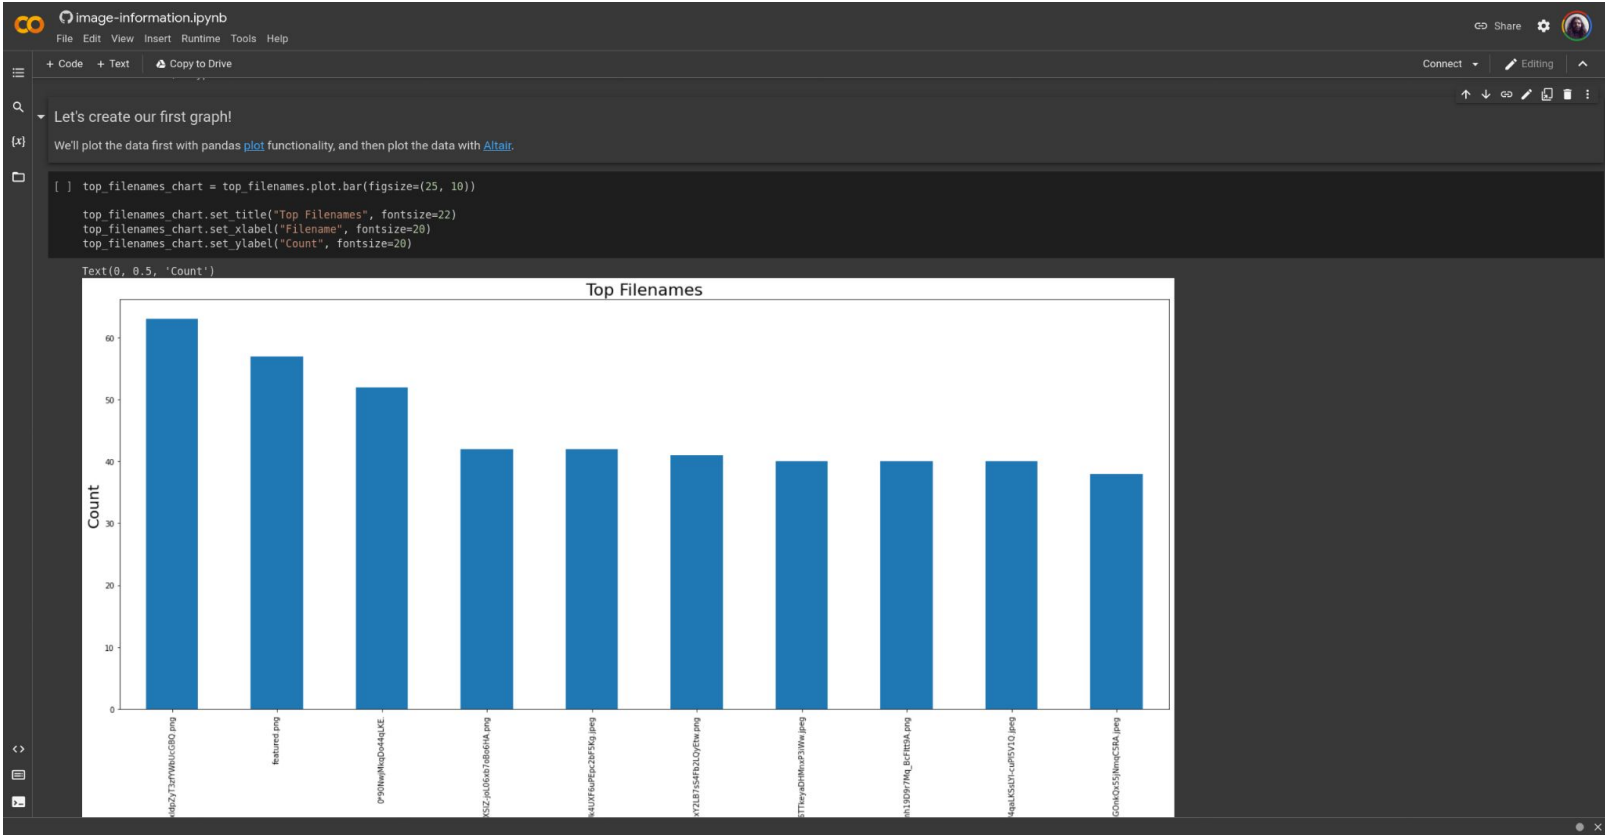 image-information.ipynb
Share
File Edit View Insert Runtime Tools Help
+ Code + Text Copy to Drive
Connect
Editing
Let's create our first graph!
{x}
We'll plot the data first with pandas plot functionality, and then plot the data with Altair.
[ ] top_filenames_chart = top_filenames.plot.bar(figsize=(25, 10))
top_filenames_chart.set_title("Top Filenames", fontsize=22)
top_filenames_chart.set_xlabel("Filename", fontsize=20)
top_filenames_chart.set_ylabel("Count", fontsize=20)
Text(0, 0.5, 'Count')
Top Filenames
60
50
40
Count
30
20
10
0
featured.png